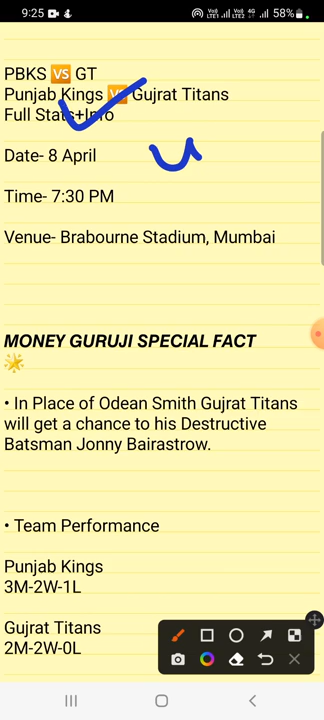 9:25 58%
PBKS 🆚 GT
Punjab Kings 🆚 Gujrat Titans
Full Stats+Info
Date- 8 April
Time- 7:30 PM
Venue- Brabourne Stadium, Mumbai
MONEY GURUJI SPECIAL FACT
🌟
• In Place of Odean Smith Gujrat Titans
will get a chance to his Destructive
Batsman Jonny Bairastrow.
• Team Performance
Punjab Kings
3M-2W-1L
Gujrat Titans
2M-2W-0L